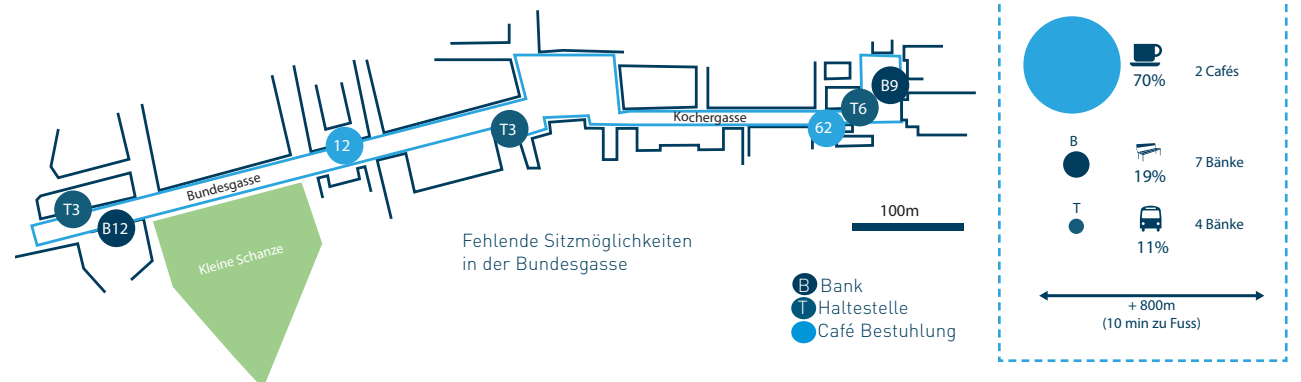 T3
B12
Bundesgasse
12
Kleine Schanze
T3
Kochergasse
62
T6
B9
100m
Fehlende Sitzmöglichkeiten
in der Bundesgasse
B Bank
T Haltestelle
Café Bestuhlung
70%
2 Cafés
B
19%
7 Bänke
T
11%
4 Bänke
+ 800m
(10 min zu Fuss)